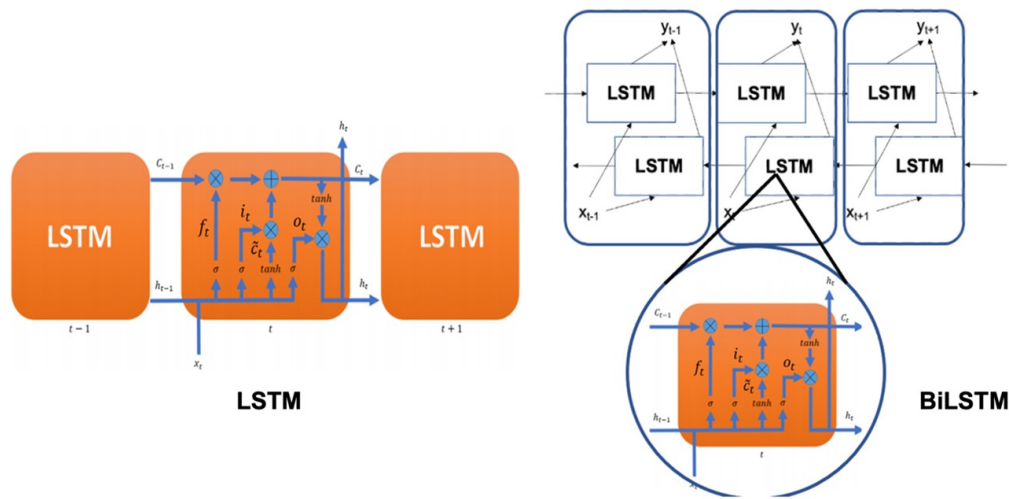 LSTM
t − 1
C_{t−1}
h_{t−1}
x_t
f_t
i_t
c̃_t
o_t
σ
σ
tanh
σ
tanh
h_t
C_t
h_t
t
LSTM
t + 1
LSTM
y_{t-1}
y_t
y_{t+1}
LSTM
LSTM
LSTM
LSTM
LSTM
LSTM
x_{t-1}
x_{t+1}
C_{t−1}
h_{t−1}
f_t
i_t
c̃_t
o_t
σ
σ
tanh
σ
tanh
h_t
C_t
h_t
t
BiLSTM